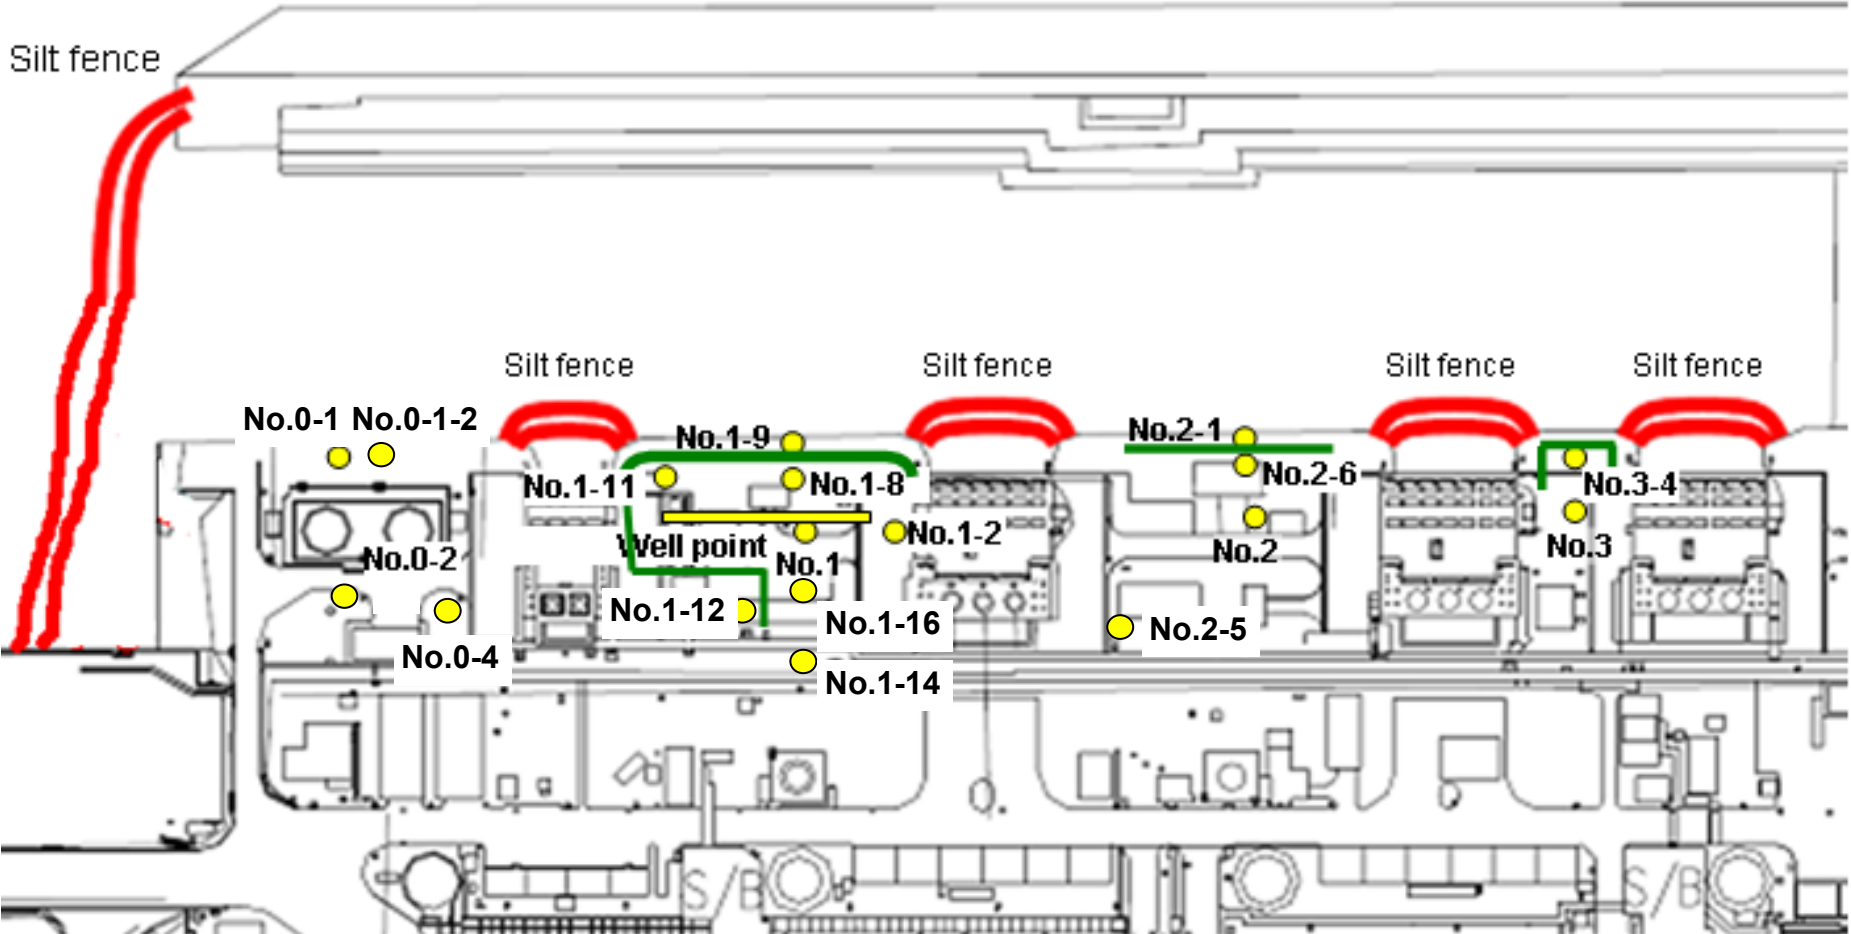 Silt fence
Silt fence
Silt fence
Silt fence
Silt fence
No.0-1
No.0-1-2
No.1-9
No.2-1
No.1-11
No.1-8
No.2-6
No.3-4
No.0-2
Well point
No.1
No.1-2
No.2
No.3
No.1-12
No.1-16
No.2-5
No.0-4
No.1-14
S/B
S/B